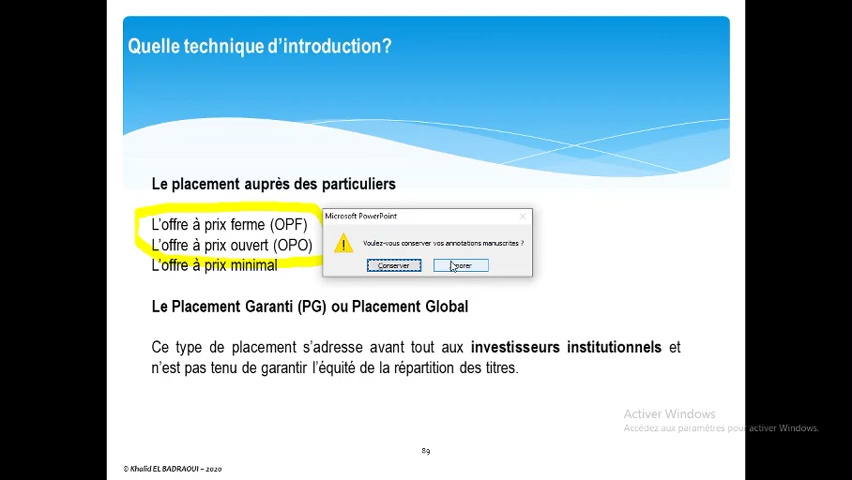 Quelle technique d’introduction?
Le placement auprès des particuliers
L’offre à prix ferme (OPF)
L’offre à prix ouvert (OPO)
L’offre à prix minimal
Microsoft PowerPoint
Voulez-vous conserver vos annotations manuscrites ?
Conserver
Le Placement Garanti (PG) ou Placement Global
Ce type de placement s’adresse avant tout aux investisseurs institutionnels et
n’est pas tenu de garantir l’équité de la répartition des titres.
Activer Windows
Accédez aux paramètres pour activer Windows.
89
© Khalid EL BADRAOUI – 2020